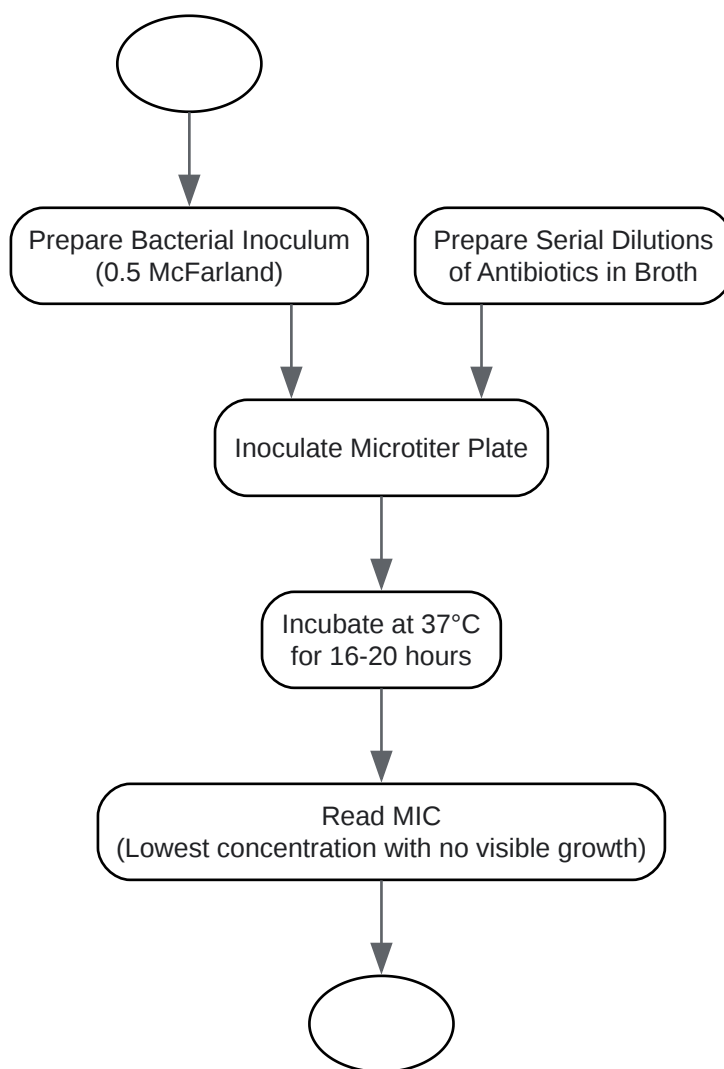 Prepare Bacterial Inoculum
(0.5 McFarland)
Prepare Serial Dilutions
of Antibiotics in Broth
Inoculate Microtiter Plate
Incubate at 37°C
for 16-20 hours
Read MIC
(Lowest concentration with no visible growth)